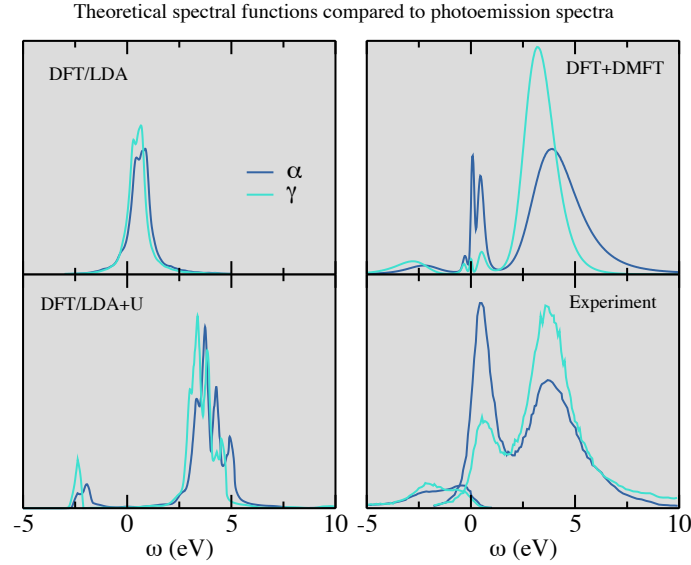 Theoretical spectral functions compared to photoemission spectra
DFT/LDA
α
γ
DFT+DMFT
DFT/LDA+U
Experiment
-5 0 5 10
-5 0 5 10
ω (eV)
ω (eV)